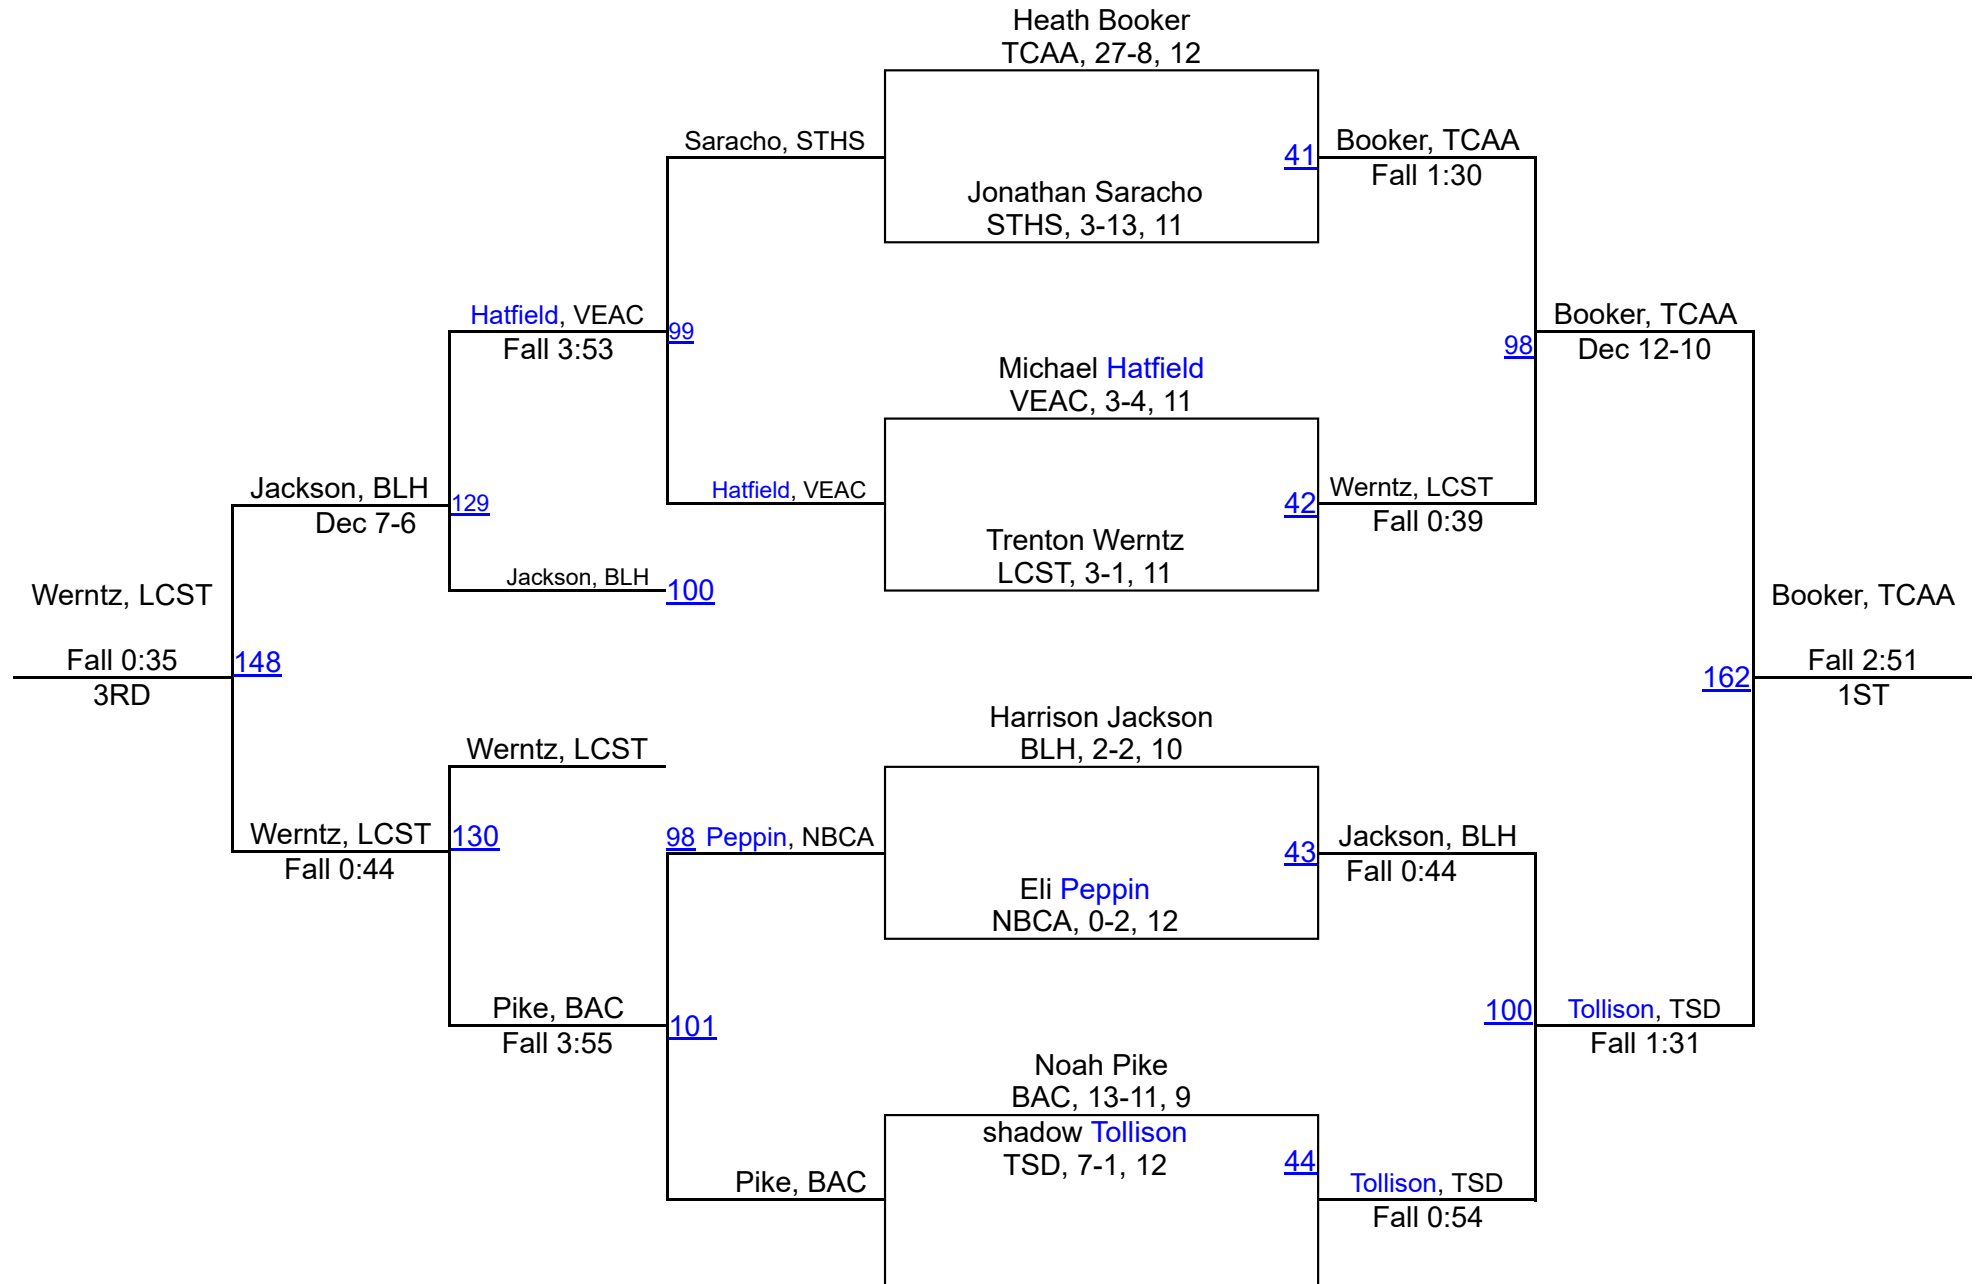 Heath Booker
TCAA, 27-8, 12
Saracho, STHS
41
Booker, TCAA
Fall 1:30
Jonathan Saracho
STHS, 3-13, 11
Hatfield, VEAC
Fall 3:53
99
Booker, TCAA
98
Dec 12-10
Michael Hatfield
VEAC, 3-4, 11
Jackson, BLH
Dec 7-6
129
Hatfield, VEAC
42
Werntz, LCST
Fall 0:39
Trenton Werntz
LCST, 3-1, 11
Jackson, BLH
100
Werntz, LCST
Fall 0:35
3RD
148
Booker, TCAA
162
Fall 2:51
1ST
Harrison Jackson
BLH, 2-2, 10
Werntz, LCST
Werntz, LCST
Fall 0:44
130
98 Peppin, NBCA
43
Jackson, BLH
Fall 0:44
Eli Peppin
NBCA, 0-2, 12
Pike, BAC
Fall 3:55
101
100
Tollison, TSD
Fall 1:31
Noah Pike
BAC, 13-11, 9
shadow Tollison
TSD, 7-1, 12
44
Pike, BAC
Tollison, TSD
Fall 0:54